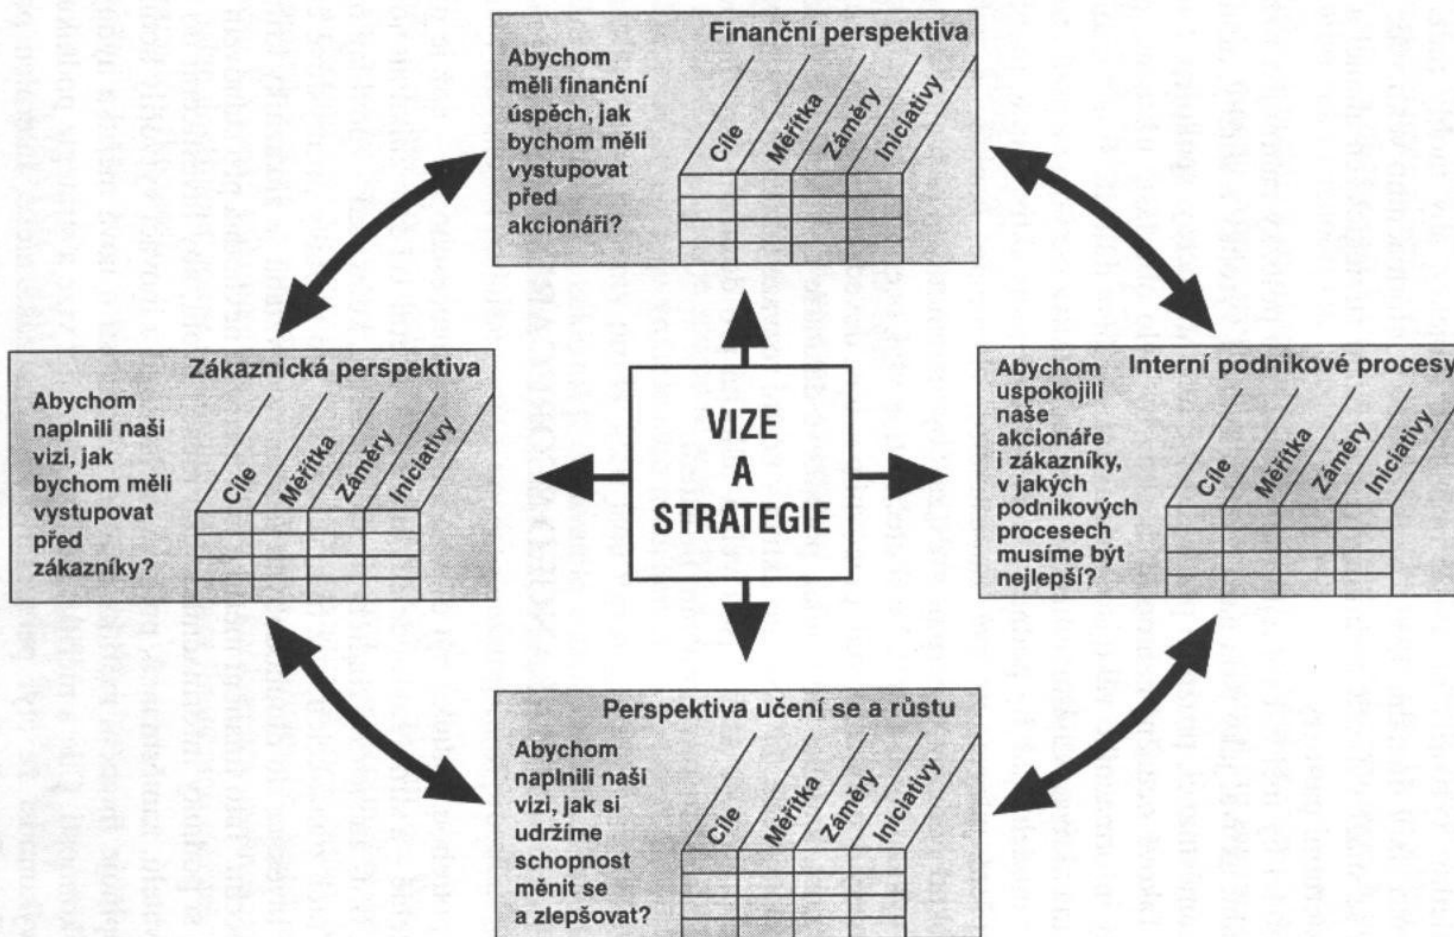 Finanční perspektiva
Abychom
měli finanční
úspěch, jak
bychom měli
vystupovat
před
akcionáři?
Cíle
Měřítka
Záměry
Iniciativy
Zákaznická perspektiva
Abychom
naplnili naši
vizi, jak
bychom měli
vystupovat
před
zákazníky?
Cíle
Měřítka
Záměry
Iniciativy
VIZE
A
STRATEGIE
Interní podnikové procesy
Abychom
uspokojili
naše
akcionáře
i zákazníky,
v jakých
podnikových
procesech
musíme být
nejlepší?
Cíle
Měřítka
Záměry
Iniciativy
Perspektiva učení se a růstu
Abychom
naplnili naši
vizi, jak si
udržíme
schopnost
měnit se
a zlepšovat?
Cíle
Měřítka
Záměry
Iniciativy